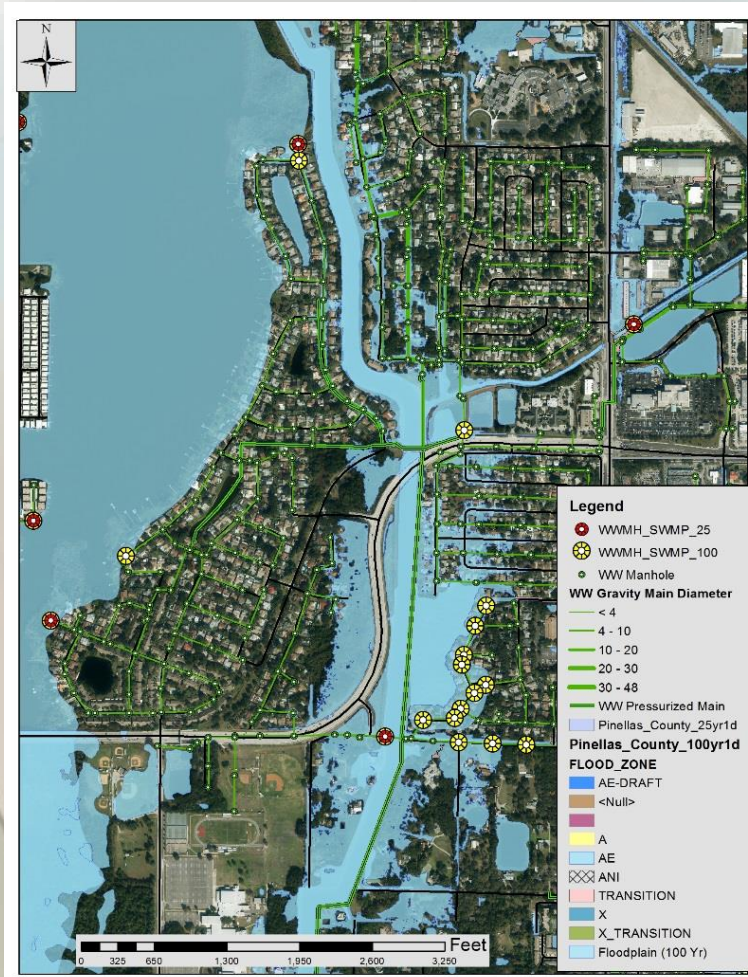 N
Legend
WWMH_SWMP_25
WWMH_SWMP_100
WW Manhole
WW Gravity Main Diameter
< 4
4 - 10
10 - 20
20 - 30
30 - 48
WW Pressurized Main
Pinellas_County_25yr1d
Pinellas_County_100yr1d
FLOOD_ZONE
AE-DRAFT
<Null>
A
AE
ANI
TRANSITION
X
X_TRANSITION
Floodplain (100 Yr)
Feet
0 325 650 1,300 1,950 2,600 3,250